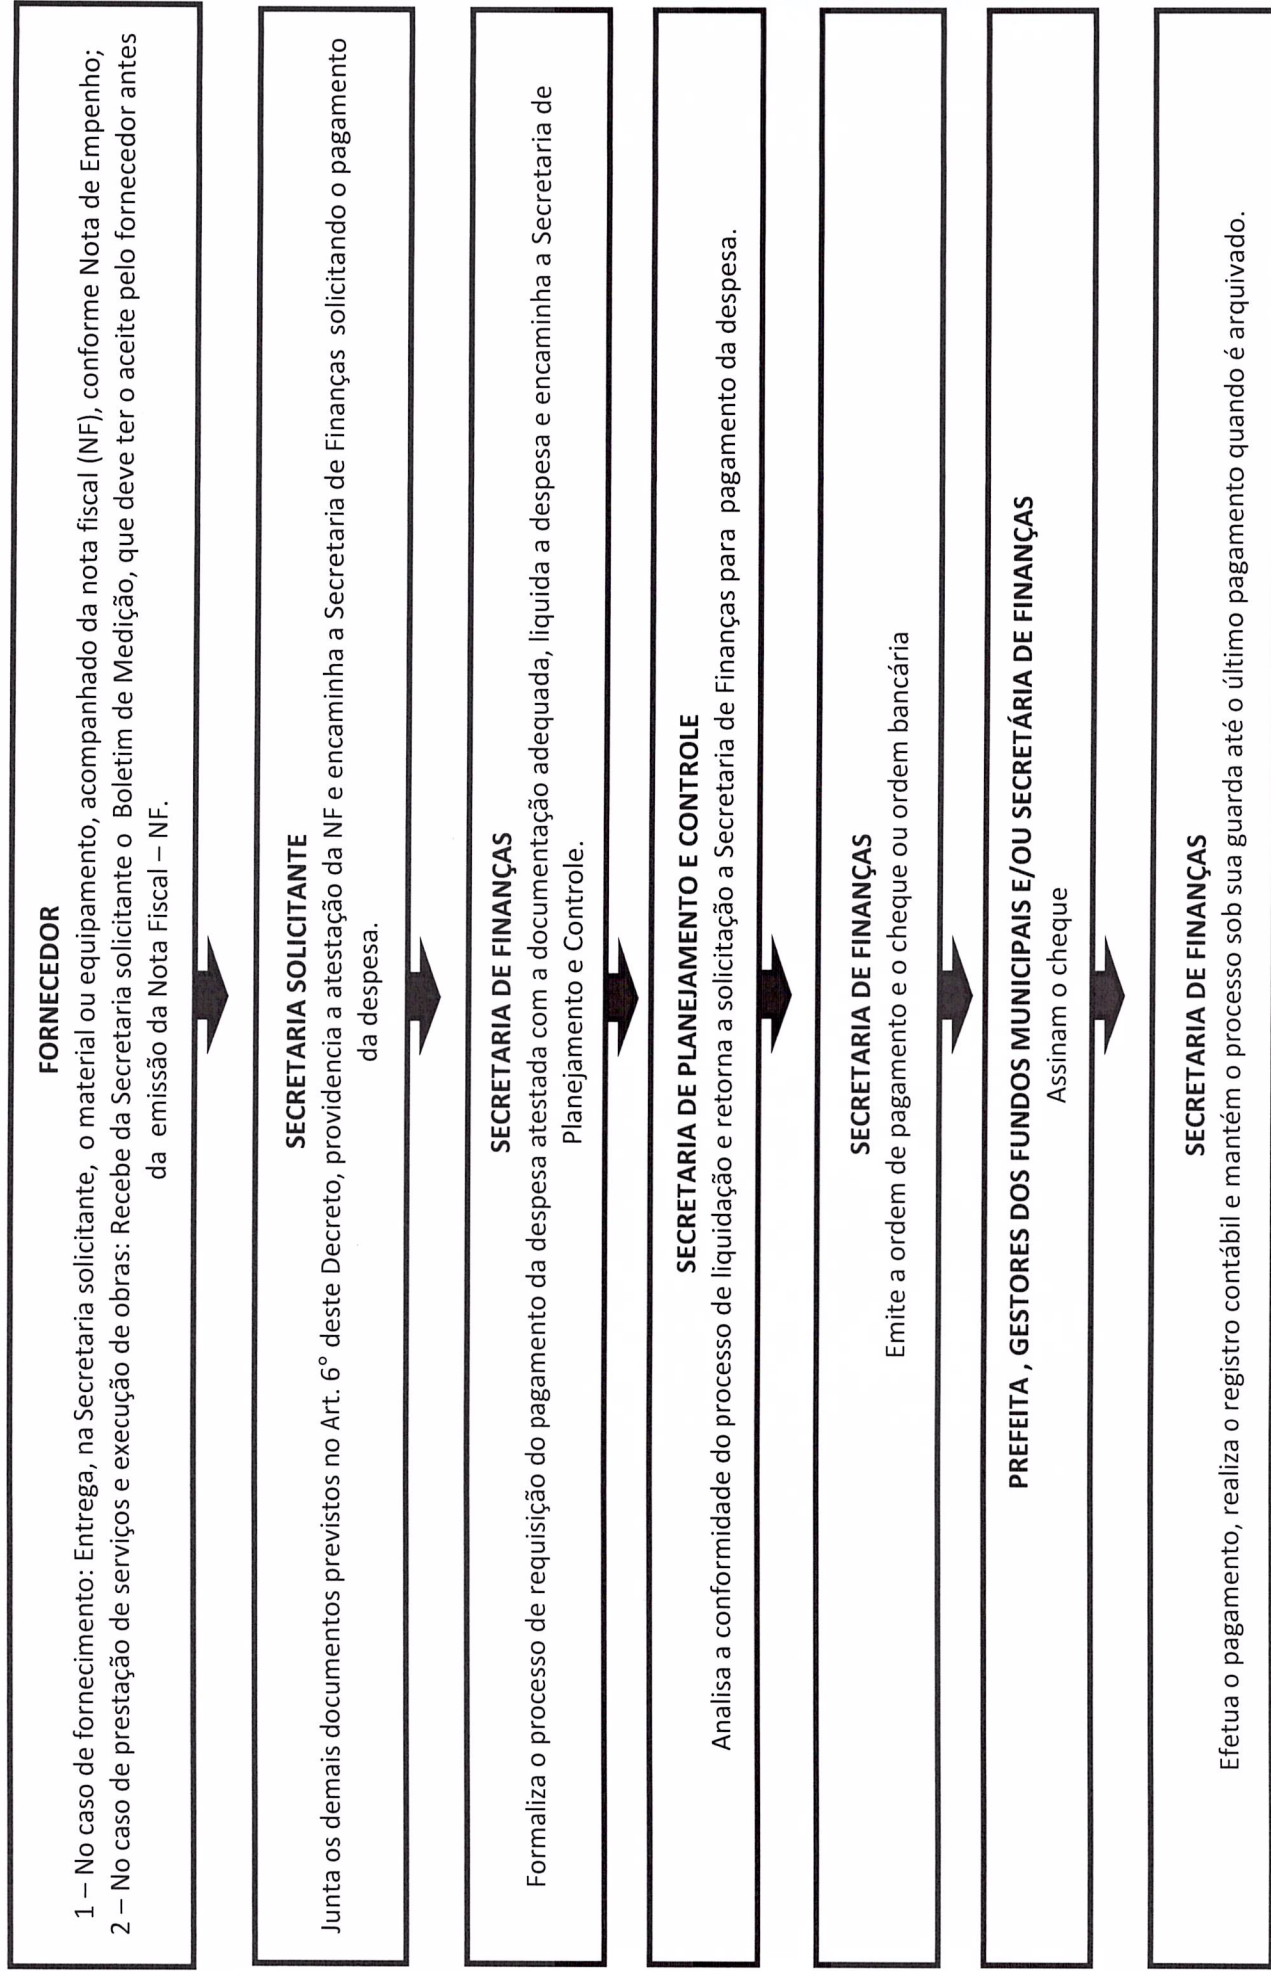 FORNECEDOR
1 – No caso de fornecimento: Entrega, na Secretaria solicitante, o material ou equipamento, acompanhado da nota fiscal (NF), conforme Nota de Empenho;
2 – No caso de prestação de serviços e execução de obras: Recebe da Secretaria solicitante o Boletim de Medição, que deve ter o aceite pelo fornecedor antes
da emissão da Nota Fiscal – NF.
SECRETARIA SOLICITANTE
Junta os demais documentos previstos no Art. 6° deste Decreto, providencia a atestação da NF e encaminha a Secretaria de Finanças solicitando o pagamento
da despesa.
SECRETARIA DE FINANÇAS
Formaliza o processo de requisição do pagamento da despesa atestada com a documentação adequada, liquida a despesa e encaminha a Secretaria de
Planejamento e Controle.
SECRETARIA DE PLANEJAMENTO E CONTROLE
Analisa a conformidade do processo de liquidação e retorna a solicitação a Secretaria de Finanças para pagamento da despesa.
SECRETARIA DE FINANÇAS
Emite a ordem de pagamento e o cheque ou ordem bancária
PREFEITA , GESTORES DOS FUNDOS MUNICIPAIS E/OU SECRETÁRIA DE FINANÇAS
Assinam o cheque
SECRETARIA DE FINANÇAS
Efetua o pagamento, realiza o registro contábil e mantém o processo sob sua guarda até o último pagamento quando é arquivado.